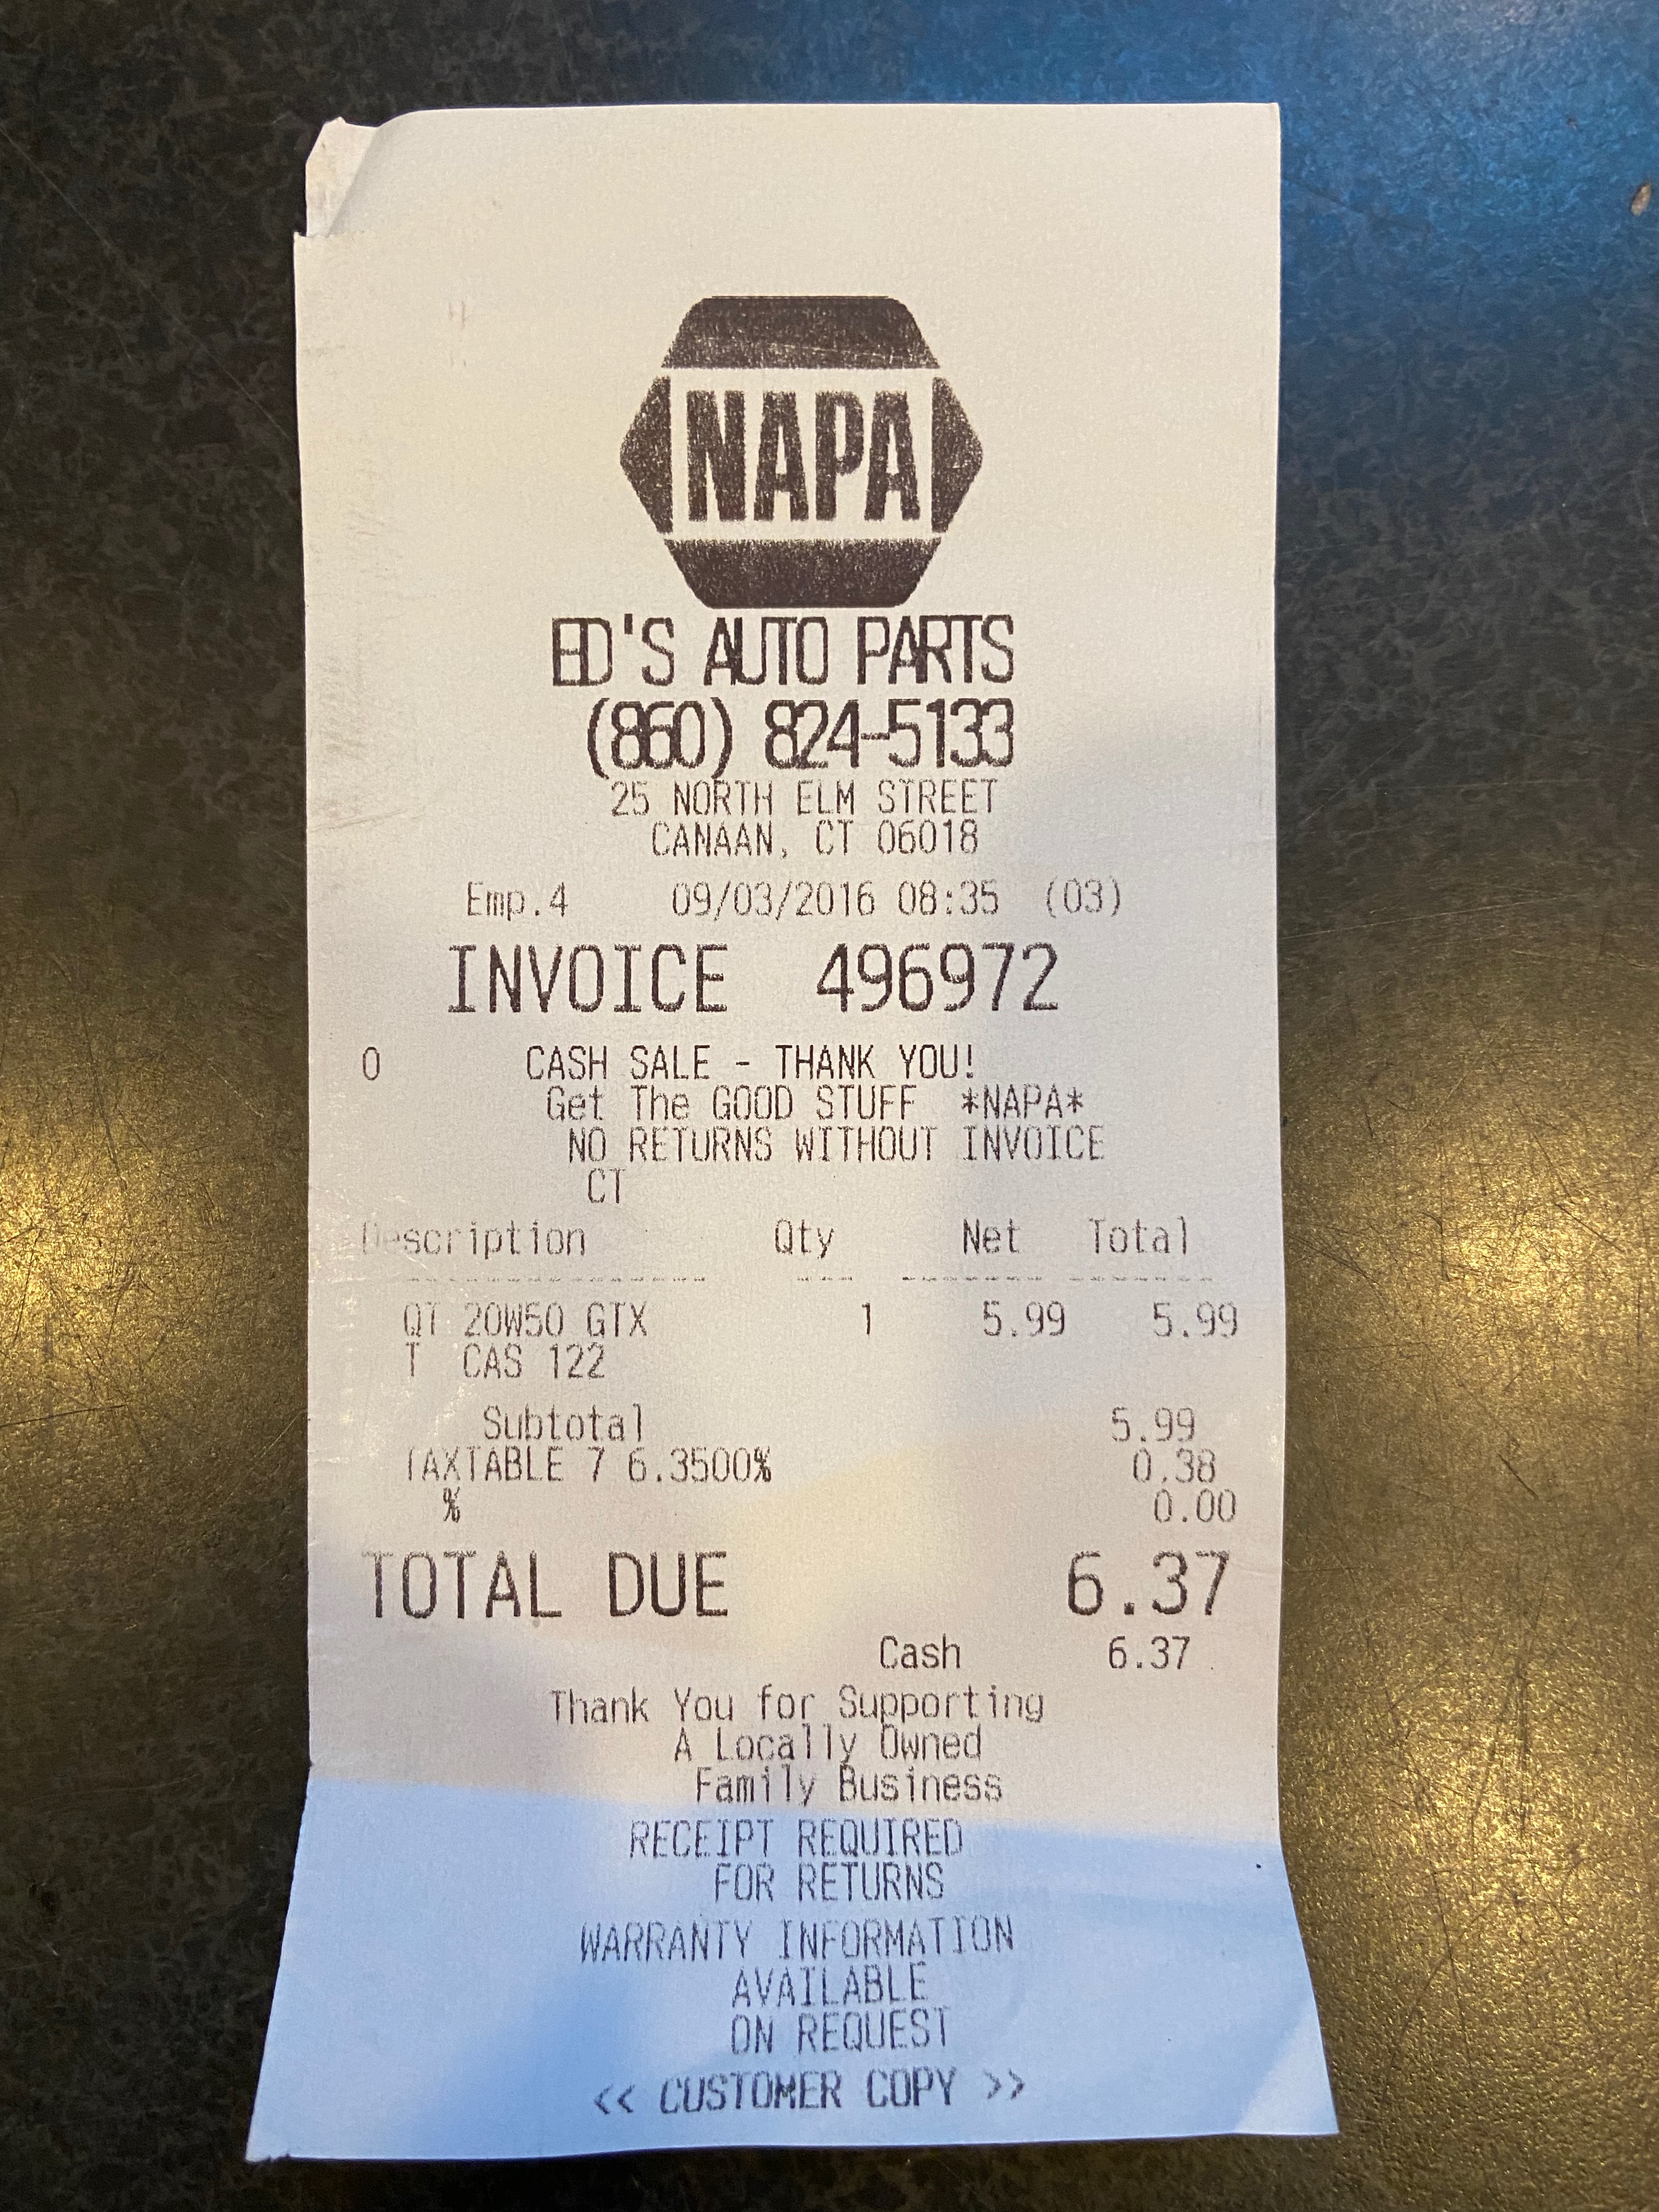 NAPA
ED'S AUTO PARTS
(860) 824-5133
25 NORTH ELM STREET
CANAAN, CT 06018
Emp.4 09/03/2016 08:35 (03)
INVOICE 496972
0 CASH SALE - THANK YOU!
Get The GOOD STUFF *NAPA*
NO RETURNS WITHOUT INVOICE
CT
Description Qty Net Total
QT 20W50 GTX 1 5.99 5.99
T CAS 122
Subtotal 5.99
TAXTABLE 7 6.3500% 0.38
% 0.00
TOTAL DUE 6.37
Cash 6.37
Thank You for Supporting
A Locally Owned
Family Business
RECEIPT REQUIRED
FOR RETURNS
WARRANTY INFORMATION
AVAILABLE
ON REQUEST
<< CUSTOMER COPY >>